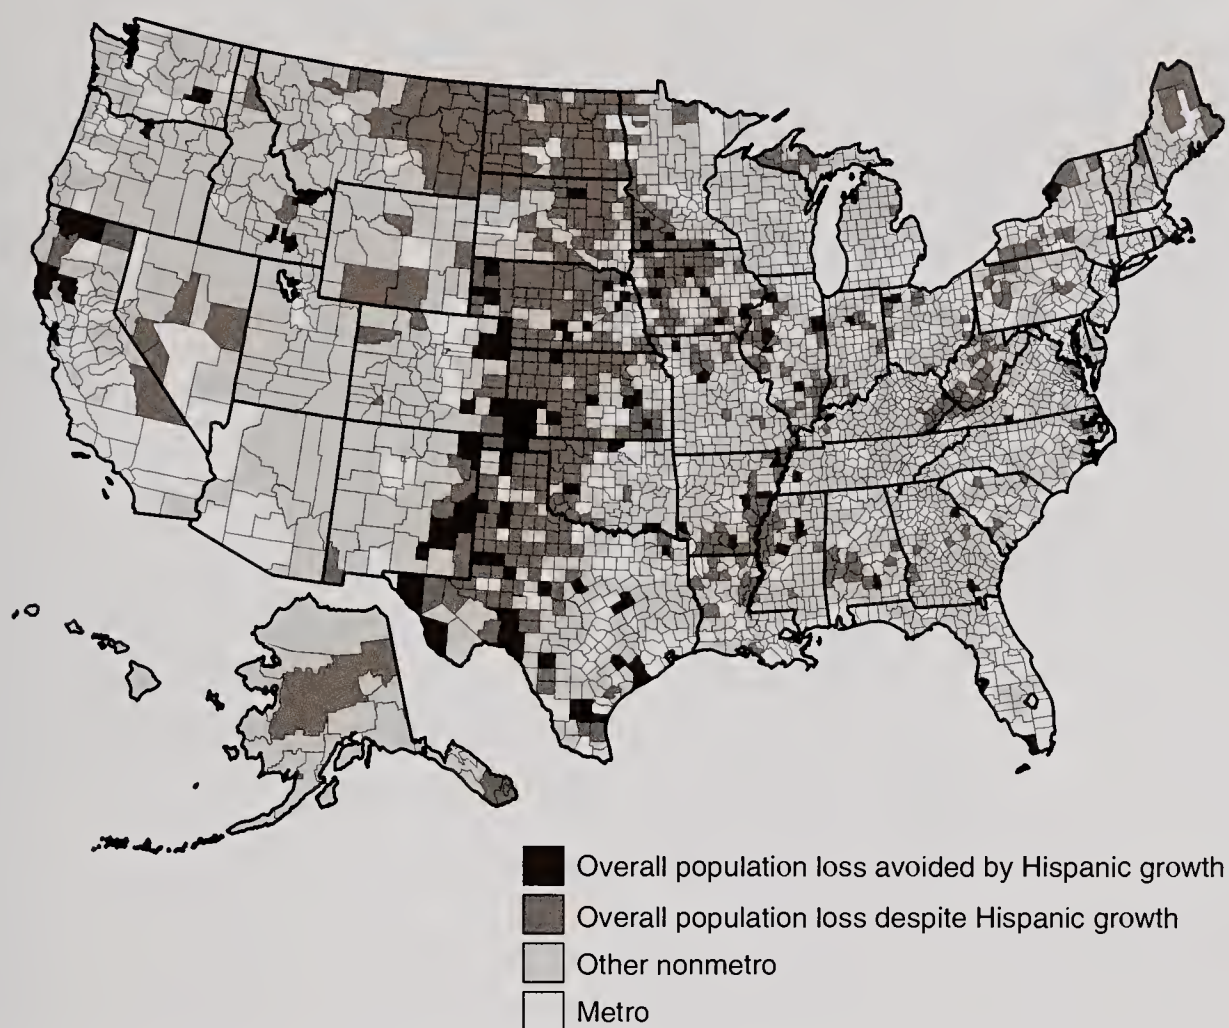 Overall population loss avoided by Hispanic growth
Overall population loss despite Hispanic growth
Other nonmetro
Metro